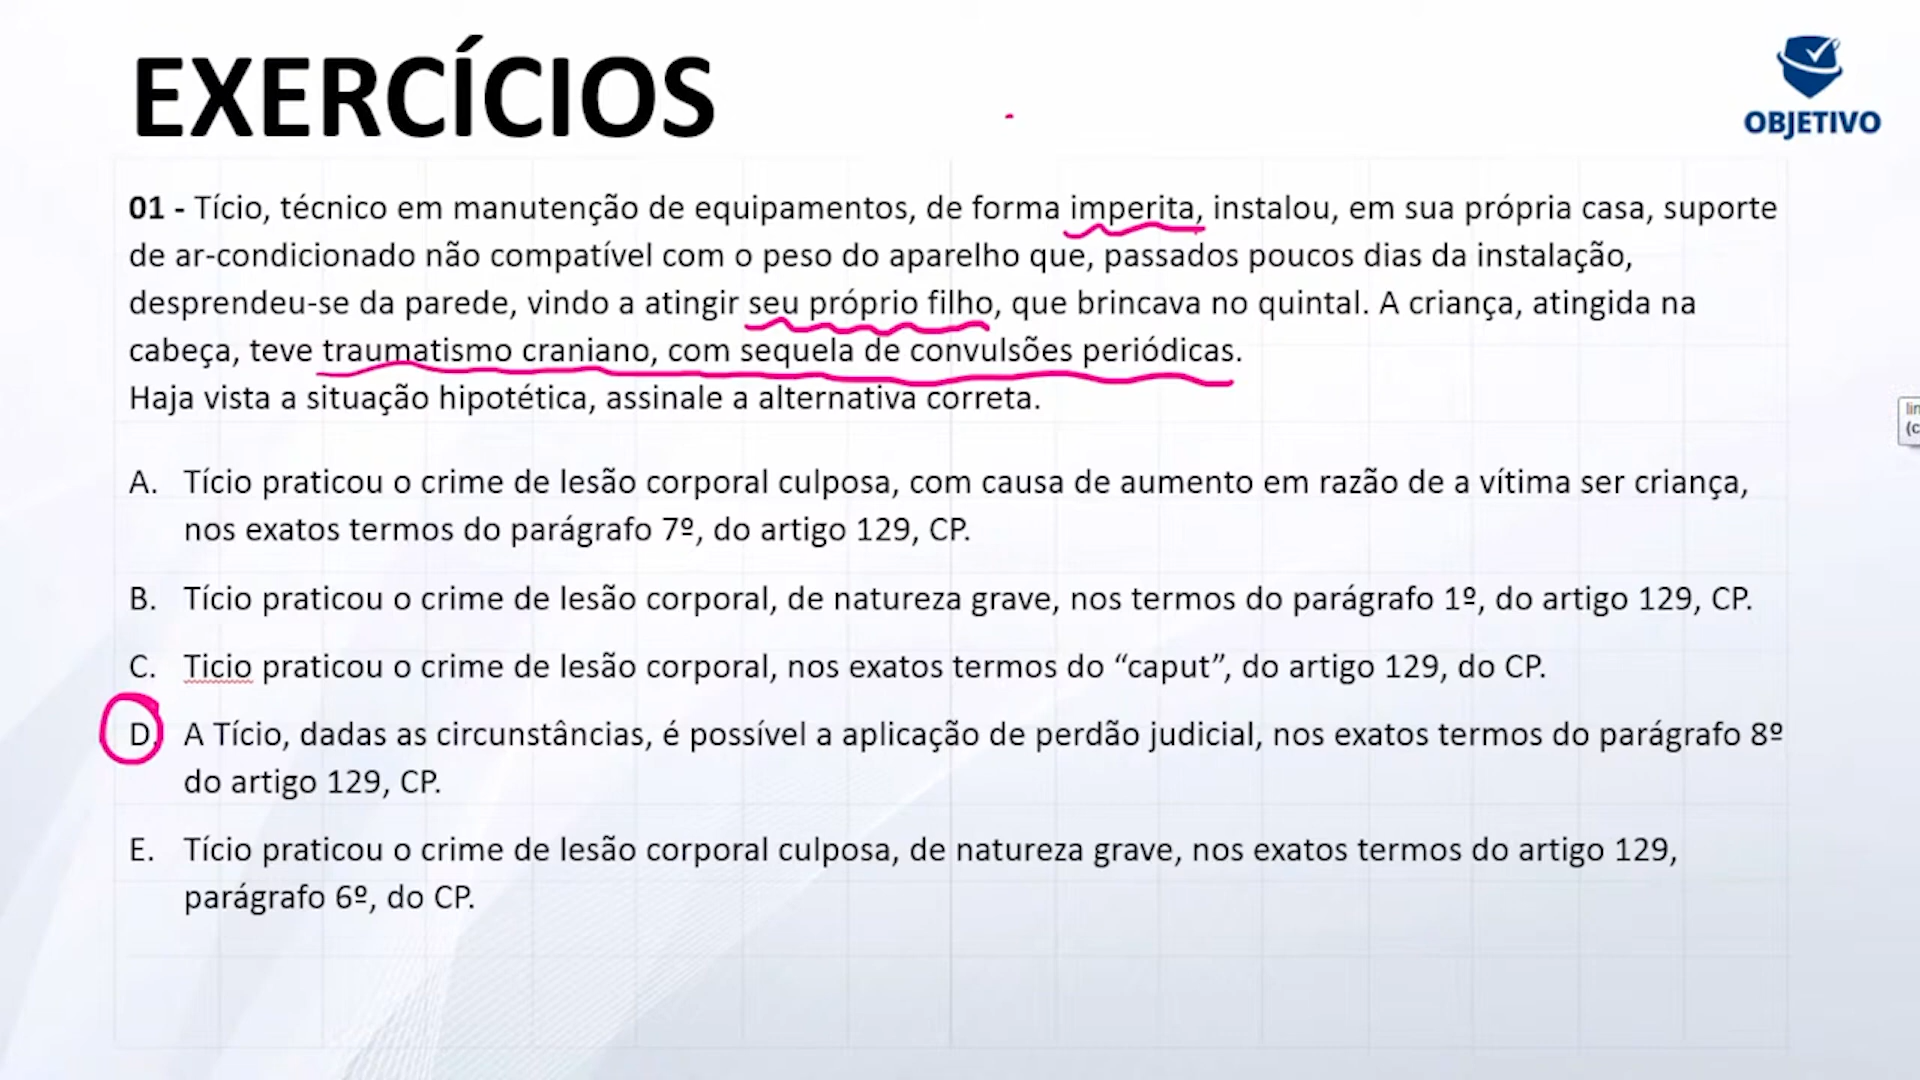 EXERCÍCIOS
OBJETIVO
01 - Tício, técnico em manutenção de equipamentos, de forma imperita, instalou, em sua própria casa, suporte
de ar-condicionado não compatível com o peso do aparelho que, passados poucos dias da instalação,
desprendeu-se da parede, vindo a atingir seu próprio filho, que brincava no quintal. A criança, atingida na
cabeça, teve traumatismo craniano, com sequela de convulsões periódicas.
Haja vista a situação hipotética, assinale a alternativa correta.
A. Tício praticou o crime de lesão corporal culposa, com causa de aumento em razão de a vítima ser criança,
nos exatos termos do parágrafo 7º, do artigo 129, CP.
B. Tício praticou o crime de lesão corporal, de natureza grave, nos termos do parágrafo 1º, do artigo 129, CP.
C. Ticio praticou o crime de lesão corporal, nos exatos termos do “caput”, do artigo 129, do CP.
D. A Tício, dadas as circunstâncias, é possível a aplicação de perdão judicial, nos exatos termos do parágrafo 8º
do artigo 129, CP.
E. Tício praticou o crime de lesão corporal culposa, de natureza grave, nos exatos termos do artigo 129,
parágrafo 6º, do CP.